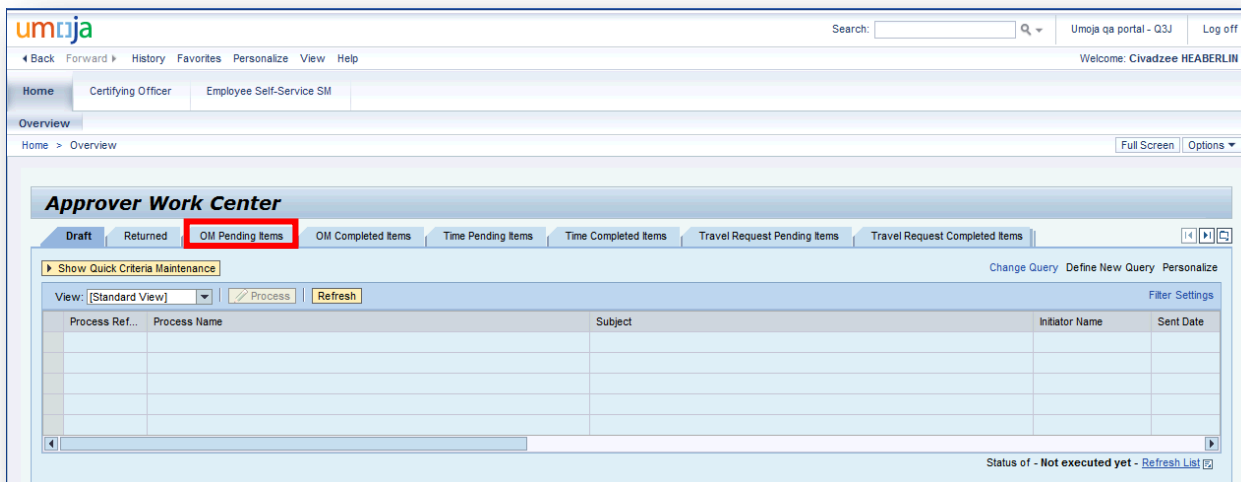 umoja
Search: Umoja qa portal - Q3J Log off
Back Forward History Favorites Personalize View Help Welcome: Civadzee HEABERLIN
Home Certifying Officer Employee Self-Service SM
Overview
Home > Overview Full Screen Options
Approver Work Center
Draft Returned OM Pending Items OM Completed Items Time Pending Items Time Completed Items Travel Request Pending Items Travel Request Completed Items
Show Quick Criteria Maintenance Change Query Define New Query Personalize
View: [Standard View] Process Refresh Filter Settings
Process Ref... Process Name Subject Initiator Name Sent Date
Status of - Not executed yet - Refresh List